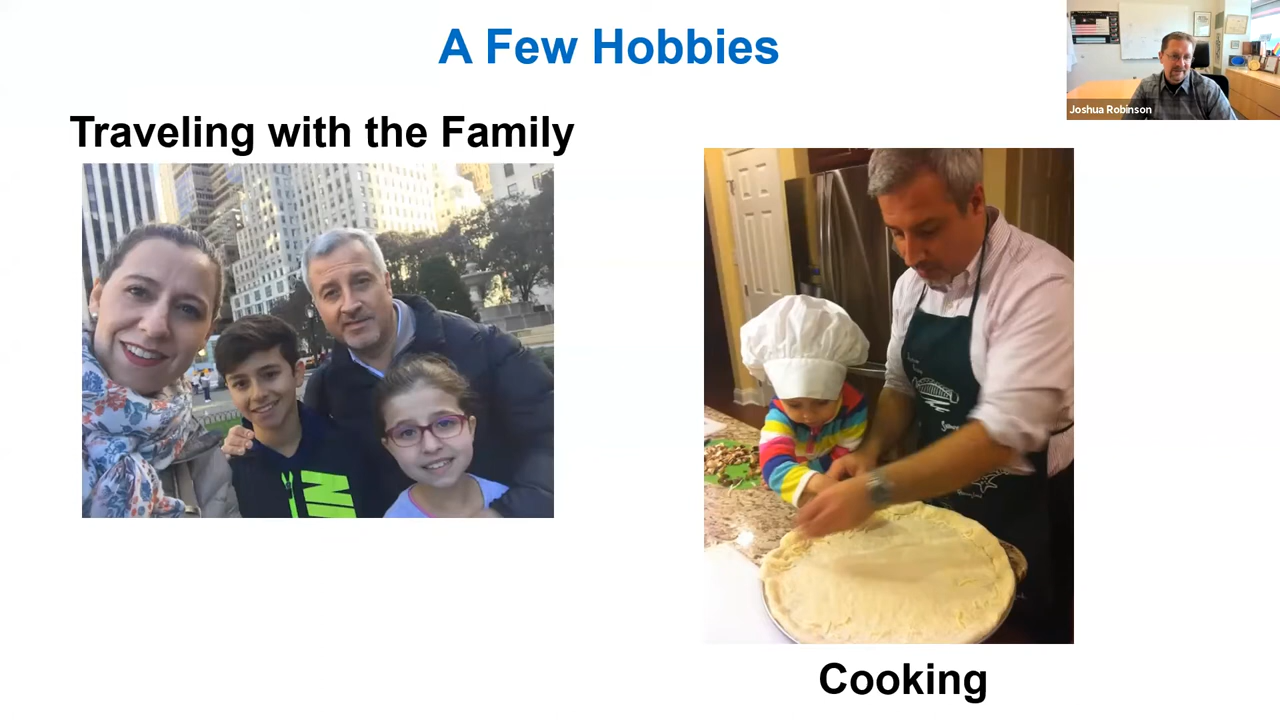 A Few Hobbies
Joshua Robinson
Traveling with the Family
Cooking